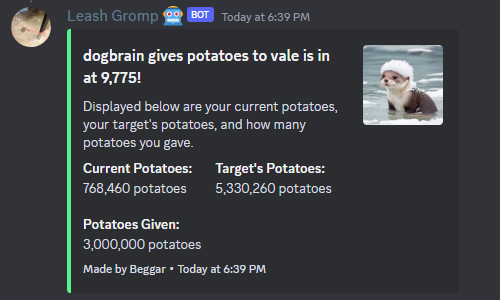 Leash Gromp BOT Today at 6:39 PM
dogbrain gives potatoes to vale is in
at 9,775!
Displayed below are your current potatoes,
your target's potatoes, and how many
potatoes you gave.
Current Potatoes: Target's Potatoes:
768,460 potatoes 5,330,260 potatoes
Potatoes Given:
3,000,000 potatoes
Made by Beggar • Today at 6:39 PM